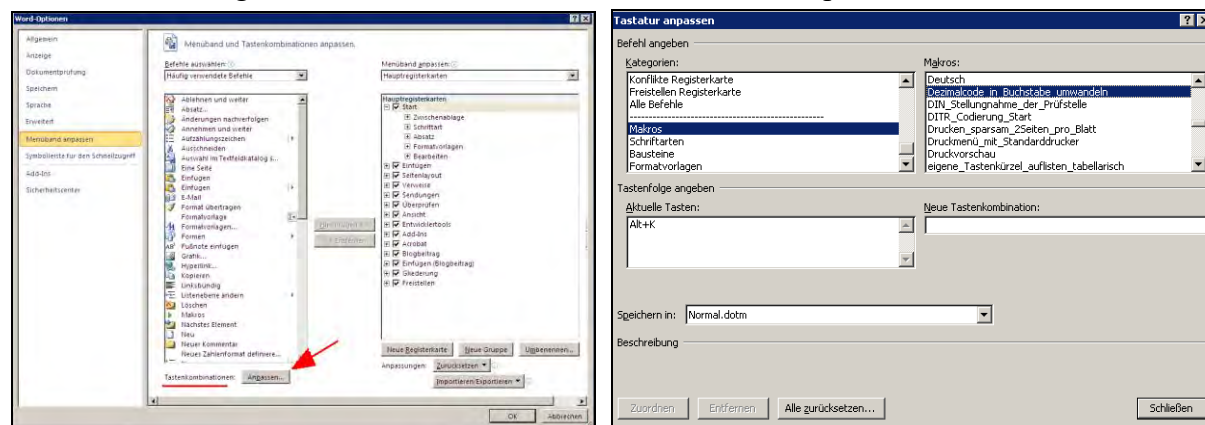 Word-Optionen
Allgemein
Anzeige
Dokumentprüfung
Speichern
Sprache
Erweitert
Menüband anpassen
Symbolleiste für den Schnellzugriff
Add-Ins
Sicherheitscenter
Menüband und Tastenkombinationen anpassen.
Befehle auswählen:
Häufig verwendete Befehle
Ablehnen und weiter
Absatz...
Änderungen nachverfolgen
Annehmen und weiter
Aufzählungszeichen
Ausschneiden
Auswahl im Textfeldkatalog s...
Eine Seite
Einfügen
Einfügen
E-Mail
Format übertragen
Formatvorlage
Formatvorlagen...
Formen
Fußnote einfügen
Grafik...
Hyperlink...
Kopieren
Linksbündig
Listenebene ändern
Löschen
Makros
Nächstes Element
Neu
Neuer Kommentar
Neues Zahlenformat definiere...
Tastenkombinationen: Anpassen...
Menüband anpassen:
Hauptregisterkarten
Hauptregisterkarten
Start
Zwischenablage
Schriftart
Absatz
Formatvorlagen
Bearbeiten
Einfügen
Seitenlayout
Verweise
Sendungen
Überprüfen
Ansicht
Entwicklertools
Add-Ins
Acrobat
Blogbeitrag
Einfügen (Blogbeitrag)
Gliederung
Freistellen
Neue Registerkarte Neue Gruppe Umbenennen...
Anpassungen: Zurücksetzen
Importieren/Exportieren
OK Abbrechen
Tastatur anpassen
Befehl angeben
Kategorien:
Konflikte Registerkarte
Freistellen Registerkarte
Alle Befehle
Makros
Schriftarten
Bausteine
Formatvorlagen
Makros:
Deutsch
Dezimalcode_in_Buchstabe_umwandeln
DIN_Stellungnahme_der_Prüfstelle
DITR_Codierung_Start
Drucken_sparsam_2Seiten_pro_Blatt
Druckmenü_mit_Standarddrucker
Druckvorschau
eigene_Tastenkürzel_auflisten_tabellarisch
Tastenfolge angeben
Aktuelle Tasten:
Alt+K
Neue Tastenkombination:
Speichern in: Normal.dotm
Beschreibung
Zuordnen Entfernen Alle zurücksetzen... Schließen